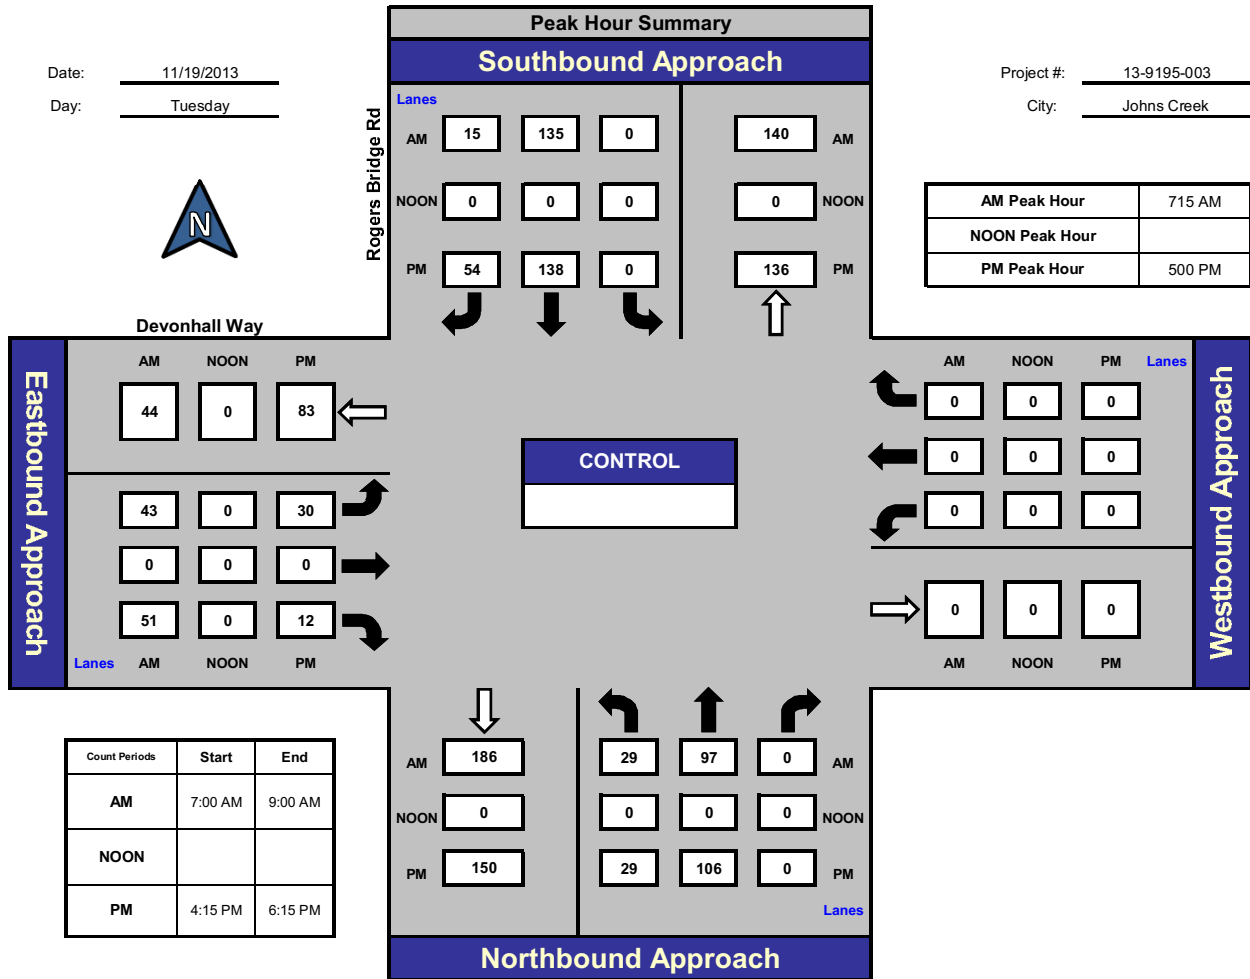 Peak Hour Summary
Southbound Approach
Date: 11/19/2013
Day: Tuesday
Project #: 13-9195-003
City: Johns Creek
Rogers Bridge Rd
Lanes
AM 15 135 0 140 AM
NOON 0 0 0 0 NOON
PM 54 138 0 136 PM
N
AM Peak Hour 715 AM
NOON Peak Hour
PM Peak Hour 500 PM
Devonhall Way
Eastbound Approach
AM NOON PM
44 0 83
43 0 30
0 0 0
51 0 12
Lanes AM NOON PM
CONTROL
AM NOON PM Lanes
0 0 0
0 0 0
0 0 0
0 0 0
AM NOON PM
Westbound Approach
Count Periods Start End
AM 7:00 AM 9:00 AM
NOON
PM 4:15 PM 6:15 PM
AM 186 29 97 0 AM
NOON 0 0 0 0 NOON
PM 150 29 106 0 PM
Lanes
Northbound Approach